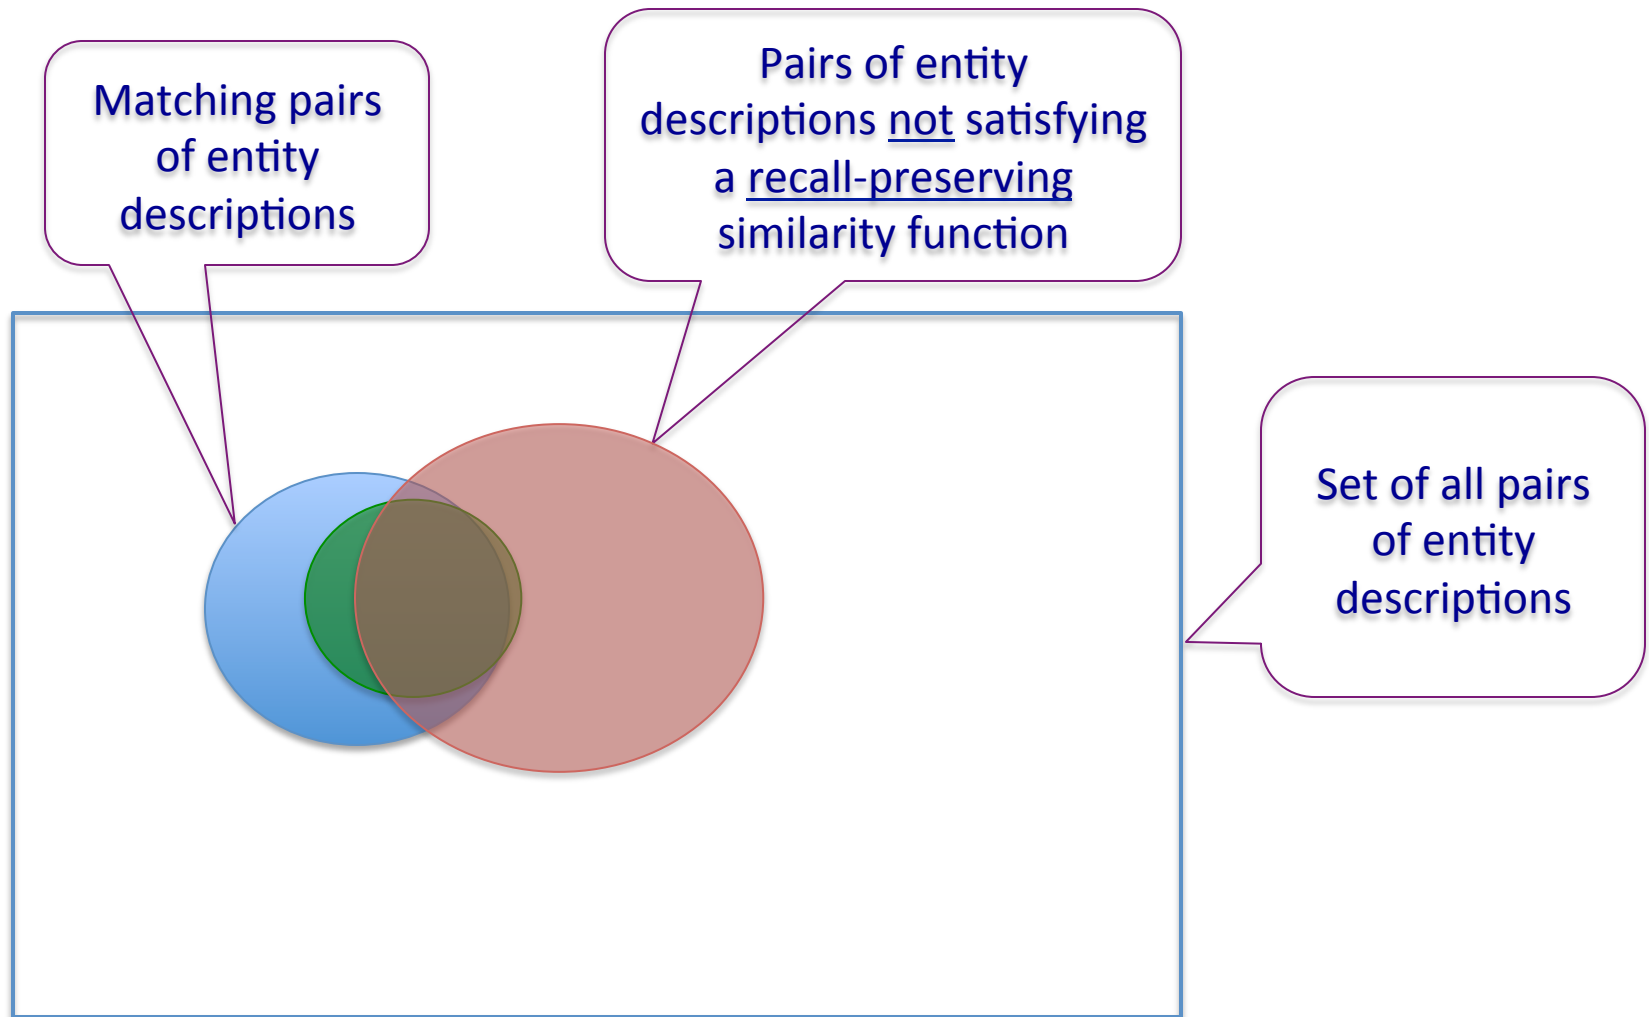 Matching pairs
of entity
descriptions
Pairs of entity
descriptions not satisfying
a recall-preserving
similarity function
Set of all pairs
of entity
descriptions